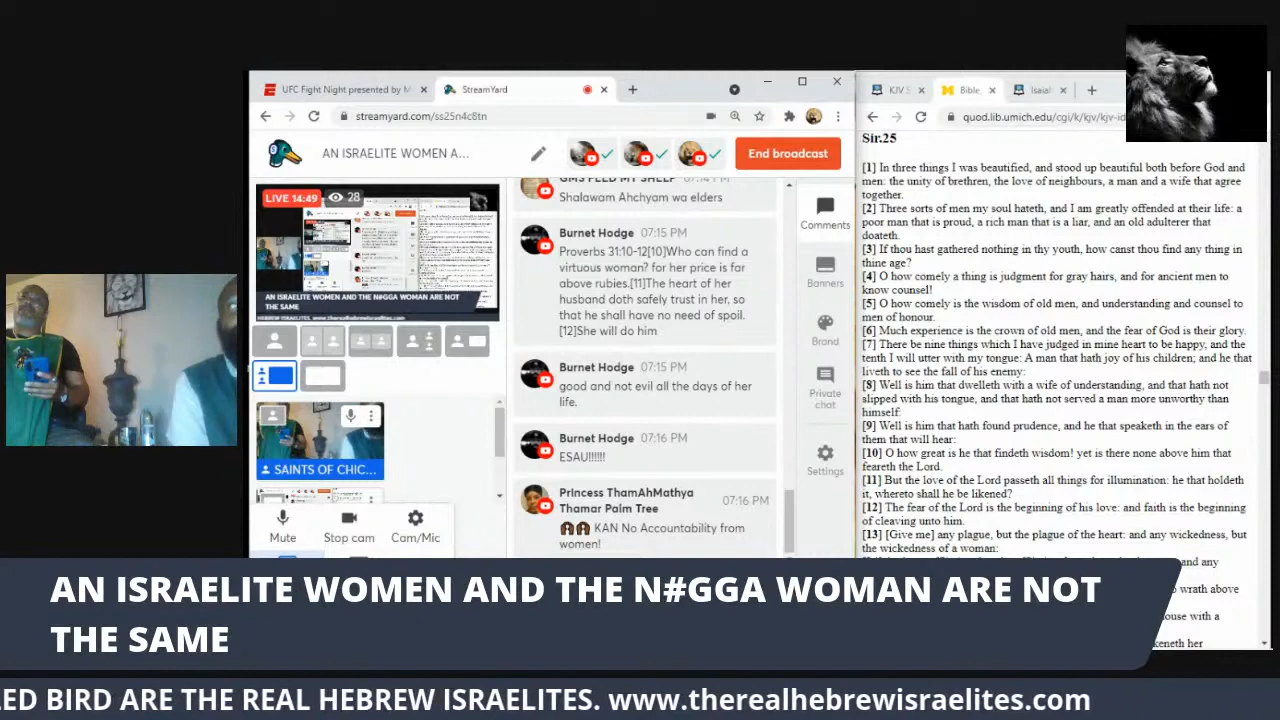 UFC Fight Night presented by M
StreamYard
streamyard.com/ss25n4c8tn
AN ISRAELITE WOMEN A...
End broadcast
LIVE 14:49
28
AN ISRAELITE WOMEN AND THE N#GGA WOMAN ARE NOT
THE SAME
HEBREW ISRAELITES. www.therealhebrewisraelites.com
SAINTS OF CHIC...
Mute
Stop cam
Cam/Mic
GMS FEED MY SHELP 07:14 PM
Shalawam Ahchyam wa elders
Burnet Hodge 07:15 PM
Proverbs 31:10-12[10]Who can find a
virtuous woman? for her price is far
above rubies.[11]The heart of her
husband doth safely trust in her, so
that he shall have no need of spoil.
[12]She will do him
Burnet Hodge 07:15 PM
good and not evil all the days of her
life.
Burnet Hodge 07:16 PM
ESAU!!!!!!
Princess ThamAhMathya
Thamar Palm Tree
07:16 PM
KAN No Accountability from
women!
Comments
Banners
Brand
Private
chat
Settings
KJV S
Bible,
Isaiah
quod.lib.umich.edu/cgi/k/kjv/kjv-id
Sir.25
[1] In three things I was beautified, and stood up beautiful both before God and
men: the unity of brethren, the love of neighbours, a man and a wife that agree
together.
[2] Three sorts of men my soul hateth, and I am greatly offended at their life: a
poor man that is proud, a rich man that is a liar, and an old adulterer that
doateth.
[3] If thou hast gathered nothing in thy youth, how canst thou find any thing in
thine age?
[4] O how comely a thing is judgment for gray hairs, and for ancient men to
know counsel!
[5] O how comely is the wisdom of old men, and understanding and counsel to
men of honour.
[6] Much experience is the crown of old men, and the fear of God is their glory.
[7] There be nine things which I have judged in mine heart to be happy, and the
tenth I will utter with my tongue: A man that hath joy of his children; and he that
liveth to see the fall of his enemy:
[8] Well is him that dwelleth with a wife of understanding, and that hath not
slipped with his tongue, and that hath not served a man more unworthy than
himself:
[9] Well is him that hath found prudence, and he that speaketh in the ears of
them that will hear:
[10] O how great is he that findeth wisdom! yet is there none above him that
feareth the Lord.
[11] But the love of the Lord passeth all things for illumination: he that holdeth
it, whereto shall he be likened?
[12] The fear of the Lord is the beginning of his love: and faith is the beginning
of cleaving unto him.
[13] [Give me] any plague, but the plague of the heart: and any wickedness, but
the wickedness of a woman:
and any
wrath above
house with a
AN ISRAELITE WOMEN AND THE N#GGA WOMAN ARE NOT
THE SAME
LED BIRD ARE THE REAL HEBREW ISRAELITES. www.therealhebrewisraelites.com